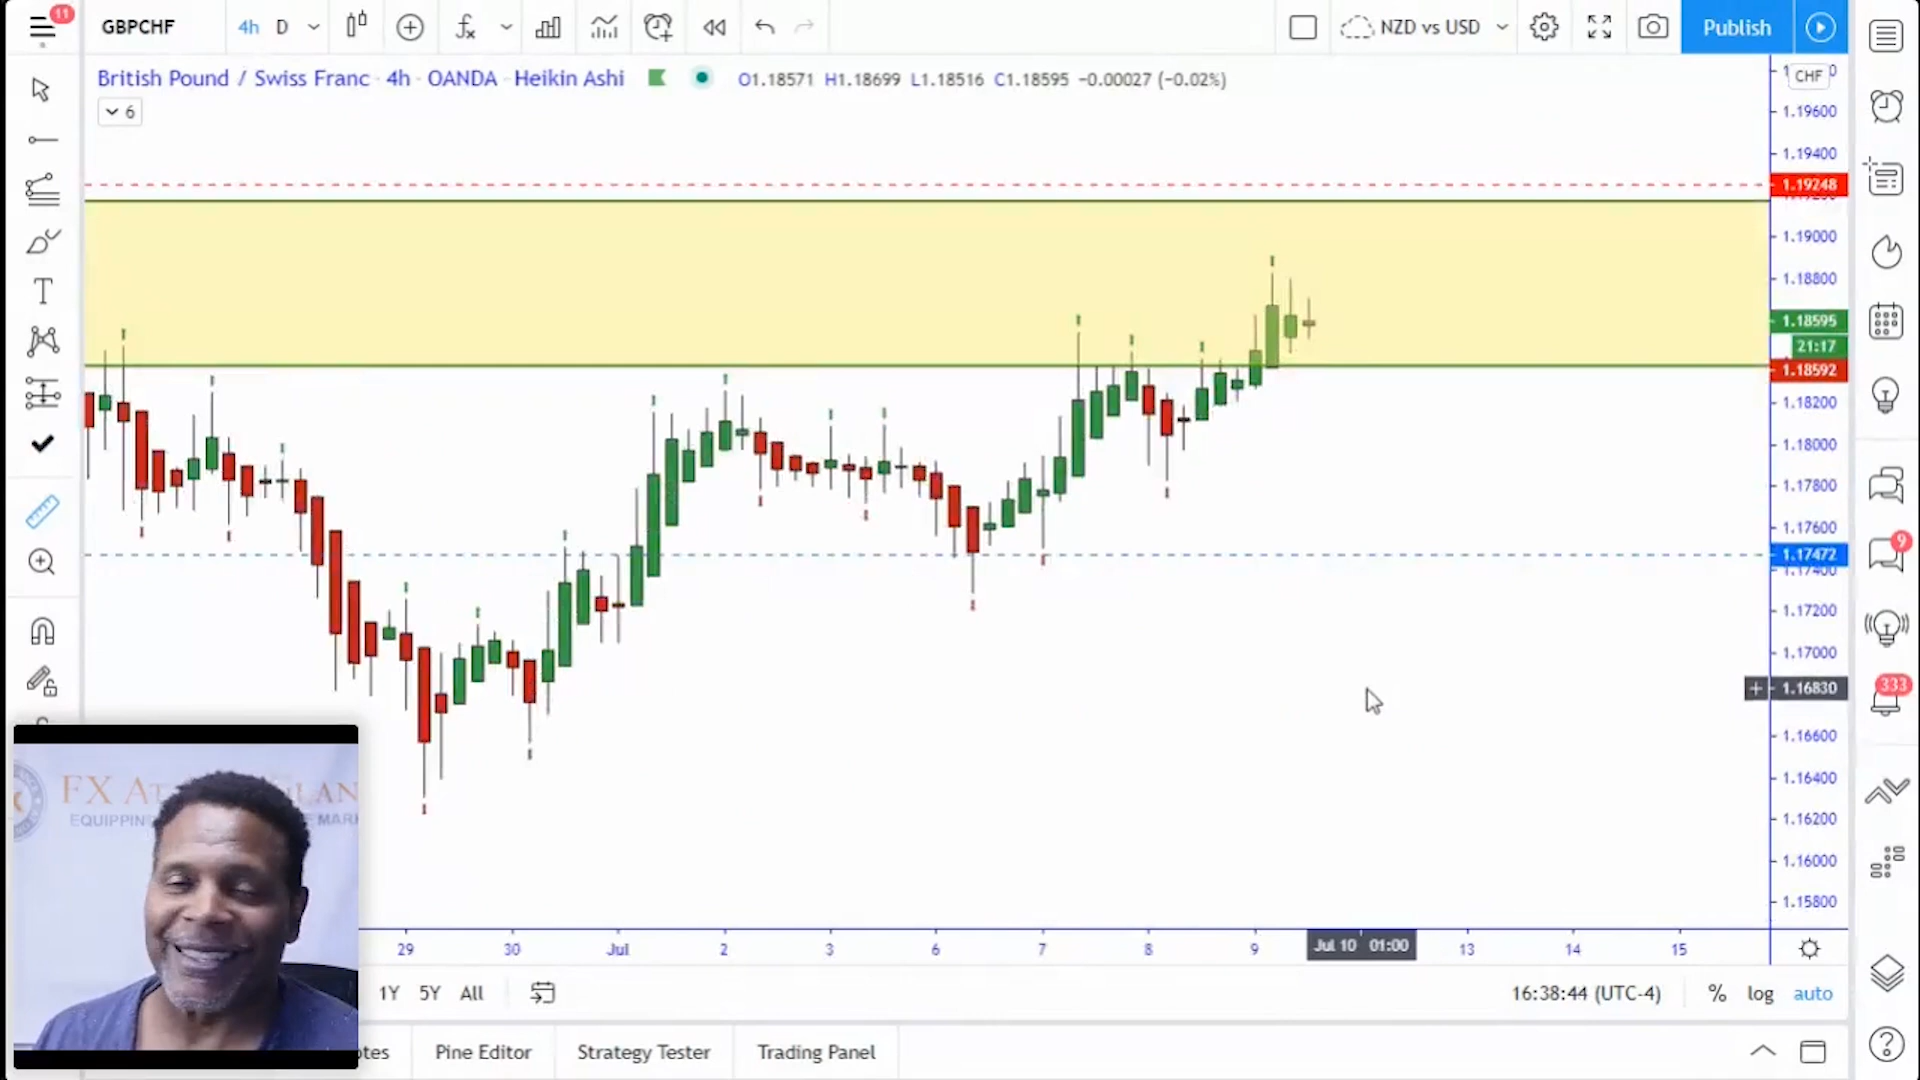 11
GBPCHF
4h D
NZD vs USD
Publish
British Pound / Swiss Franc · 4h · OANDA · Heikin Ashi
O1.18571 H1.18699 L1.18516 C1.18595 −0.00027 (−0.02%)
6
CHF
1.19600
1.19400
1.19248
1.19000
1.18800
1.18595
21:17
1.18592
1.18200
1.18000
1.17800
1.17600
1.17472
1.17400
1.17200
1.17000
1.16830
1.16600
1.16400
1.16200
1.16000
1.15800
9
333
29 30 Jul 2 3 6 7 8 9 Jul 10 01:00 13 14 15
1Y 5Y All
16:38:44 (UTC-4) % log auto
Pine Editor Strategy Tester Trading Panel
FX